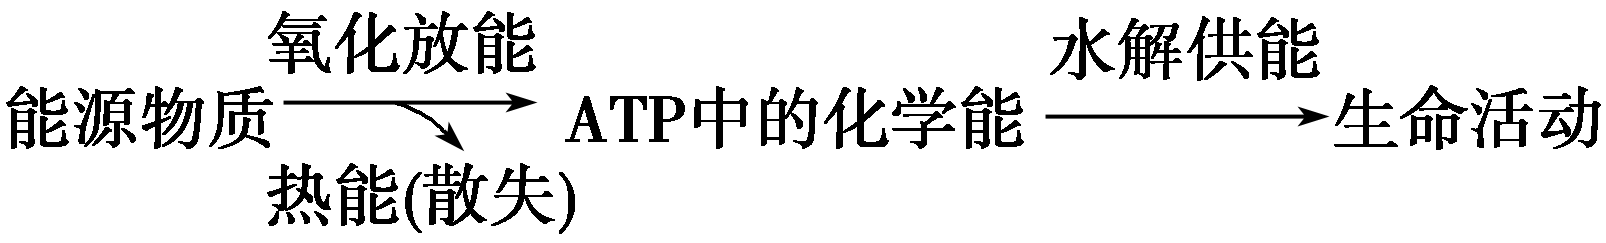 氧化放能
水解供能
能源物质
ATP中的化学能
生命活动
热能(散失)